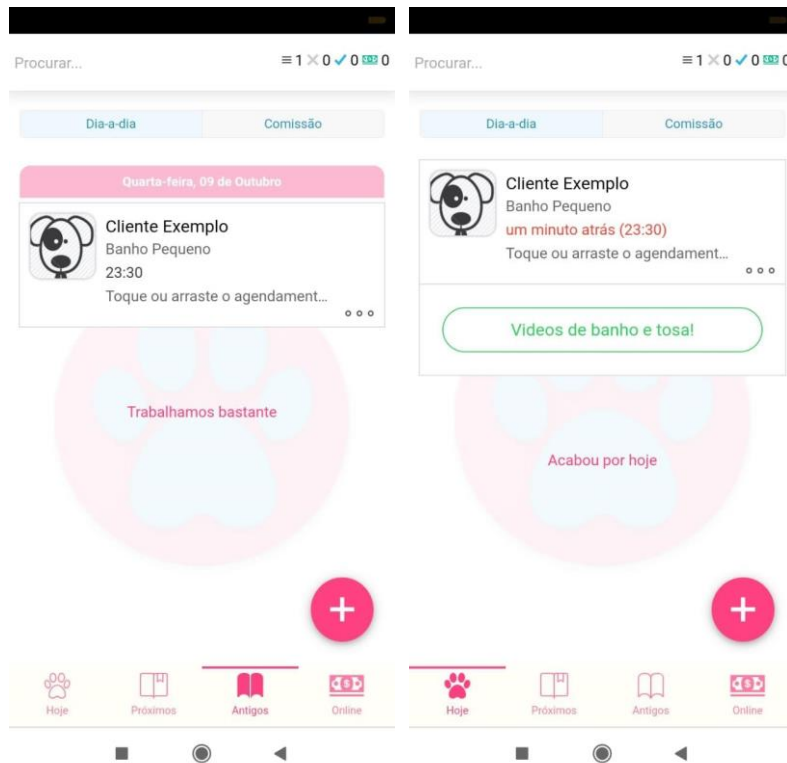 Procurar...
1 0 0 0
Dia-a-dia
Comissão
Quarta-feira, 09 de Outubro
Cliente Exemplo
Banho Pequeno
23:30
Toque ou arraste o agendament...
Trabalhamos bastante
+
Hoje
Próximos
Antigos
Online
Procurar...
1 0 0 0
Dia-a-dia
Comissão
Cliente Exemplo
Banho Pequeno
um minuto atrás (23:30)
Toque ou arraste o agendament...
Videos de banho e tosa!
Acabou por hoje
+
Hoje
Próximos
Antigos
Online